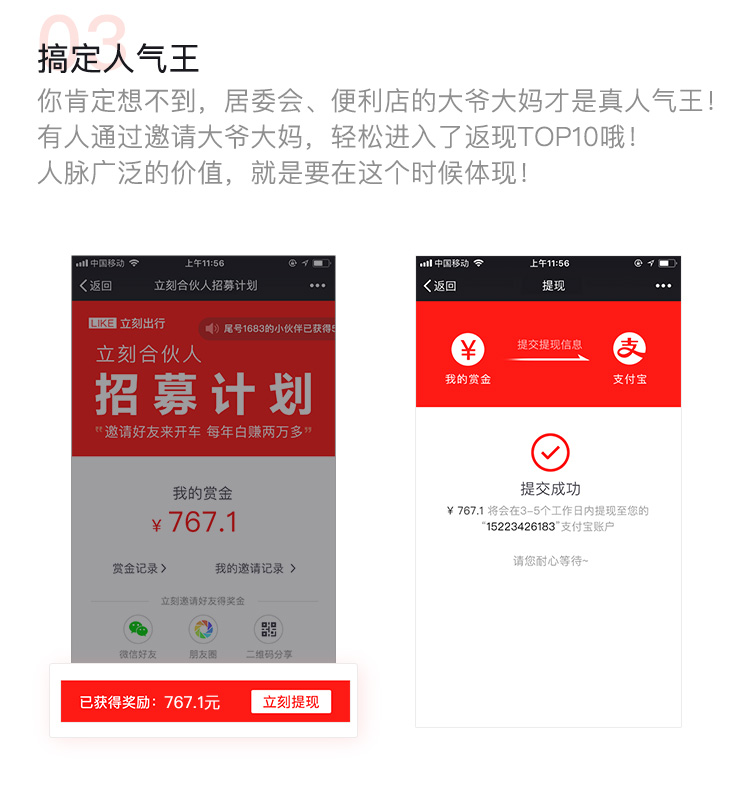 03
搞定人气王
你肯定想不到，居委会、便利店的大爷大妈才是真人气王！
有人通过邀请大爷大妈，轻松进入了返现TOP10哦！
人脉广泛的价值，就是要在这个时候体现！
中国移动 上午11:56
返回 立刻合伙人招募计划
LIKE 立刻出行
尾号1683的小伙伴已获得5
立刻合伙人
招募计划
"邀请好友来开车 每年白赚两万多"
我的赏金
¥ 767.1
赏金记录 我的邀请记录
立刻邀请好友得奖金
微信好友 朋友圈 二维码分享
已获得奖励：767.1元 立刻提现
中国移动 上午11:56
返回 提现
¥ 提交提现信息 支
我的赏金 支付宝
提交成功
¥ 767.1 将会在3-5个工作日内提现至您的
"15223426183"支付宝账户
请您耐心等待~